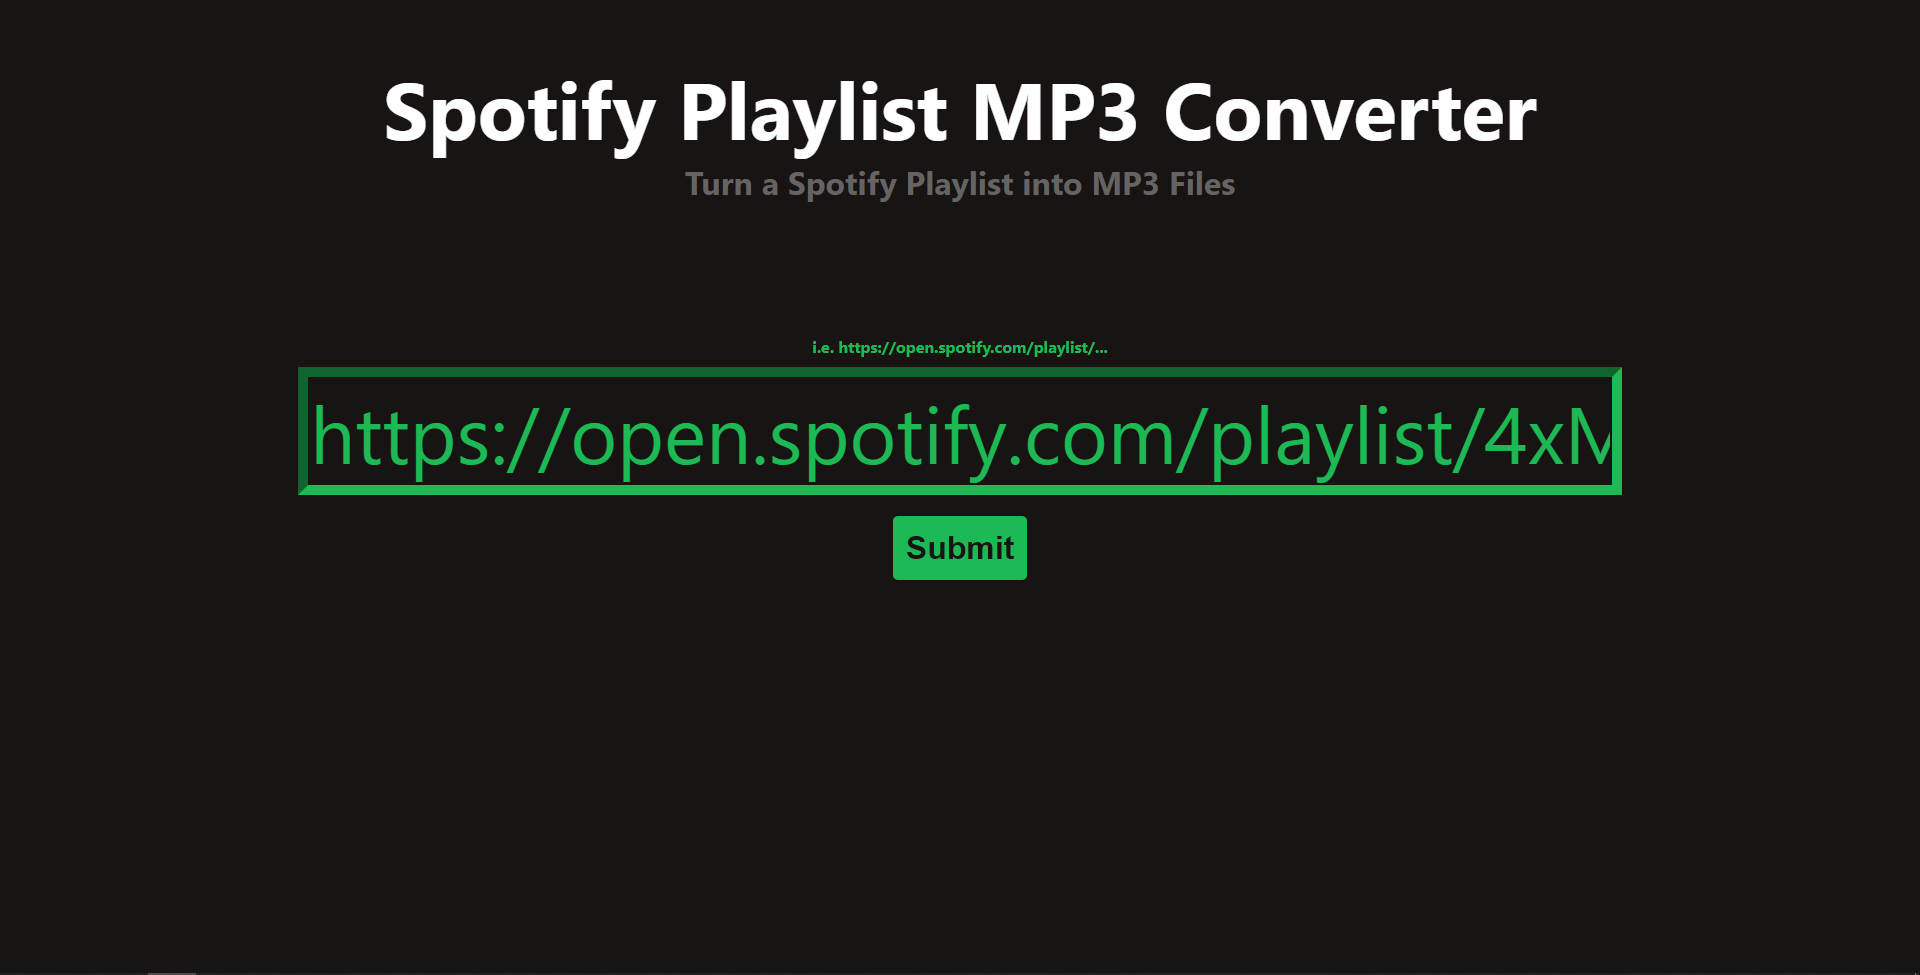 Spotify Playlist MP3 Converter
Turn a Spotify Playlist into MP3 Files
i.e. https://open.spotify.com/playlist/...
https://open.spotify.com/playlist/4xM
Submit